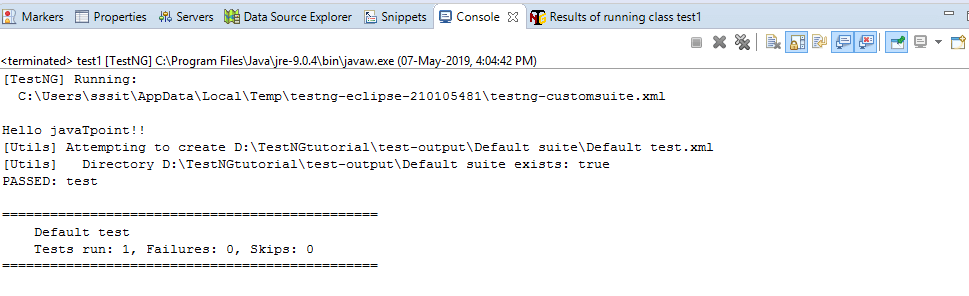 Markers Properties Servers Data Source Explorer Snippets Console Results of running class test1
<terminated> test1 [TestNG] C:\Program Files\Java\jre-9.0.4\bin\javaw.exe (07-May-2019, 4:04:42 PM)
[TestNG] Running:
  C:\Users\sssit\AppData\Local\Temp\testng-eclipse-210105481\testng-customsuite.xml
Hello javaTpoint!!
[Utils] Attempting to create D:\TestNGtutorial\test-output\Default suite\Default test.xml
[Utils]   Directory D:\TestNGtutorial\test-output\Default suite exists: true
PASSED: test
===============================================
    Default test
    Tests run: 1, Failures: 0, Skips: 0
===============================================